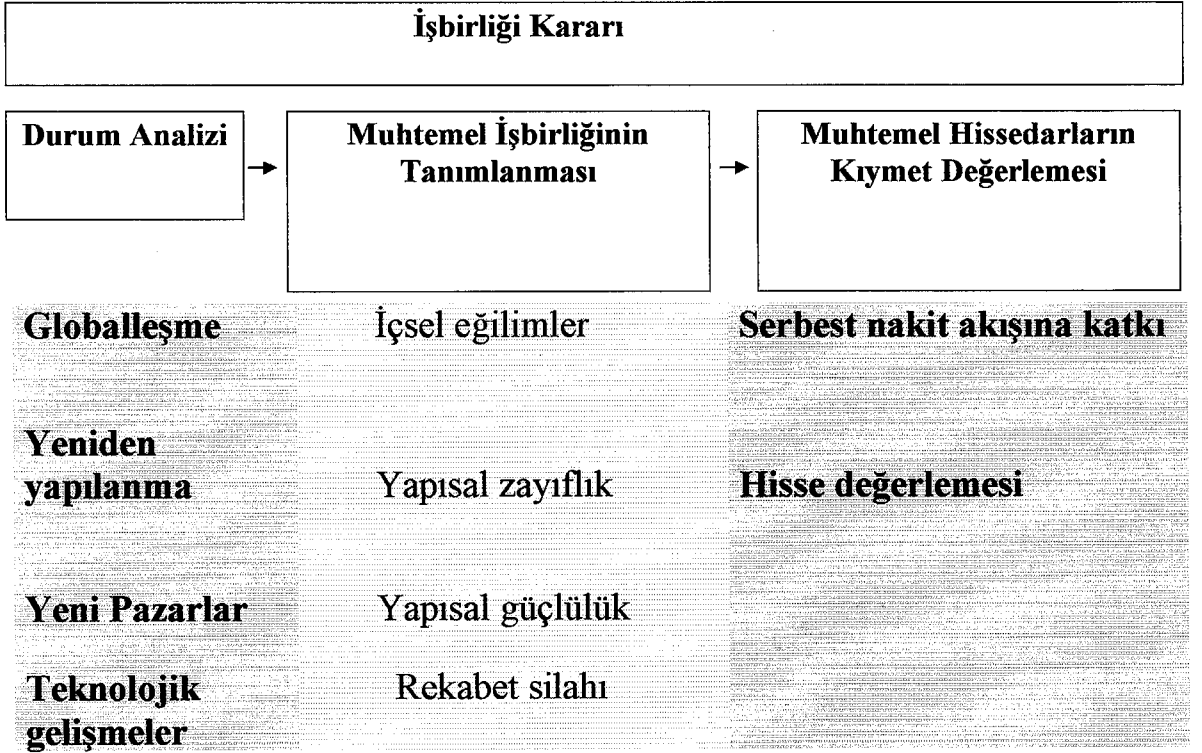 İşbirliği Kararı
Durum Analizi
Muhtemel İşbirliğinin
Tanımlanması
Muhtemel Hissedarların
Kıymet Değerlemesi
Globalleşme
İçsel eğilimler
Serbest nakit akışına katkı
Yeniden
yapılanma
Yapısal zayıflık
Hisse değerlemesi
Yeni Pazarlar
Yapısal güçlülük
Teknolojik
gelişmeler
Rekabet silahı